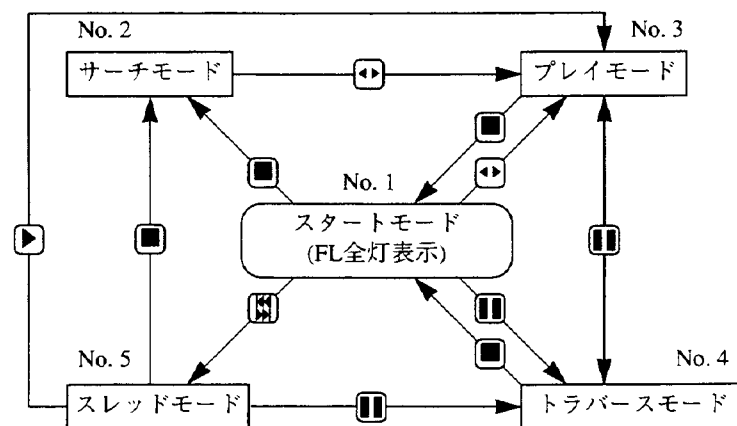 No. 2
No. 3
サーチモード
プレイモード
No. 1
スタートモード
(FL全灯表示)
No. 5
No. 4
スレッドモード
トラバースモード